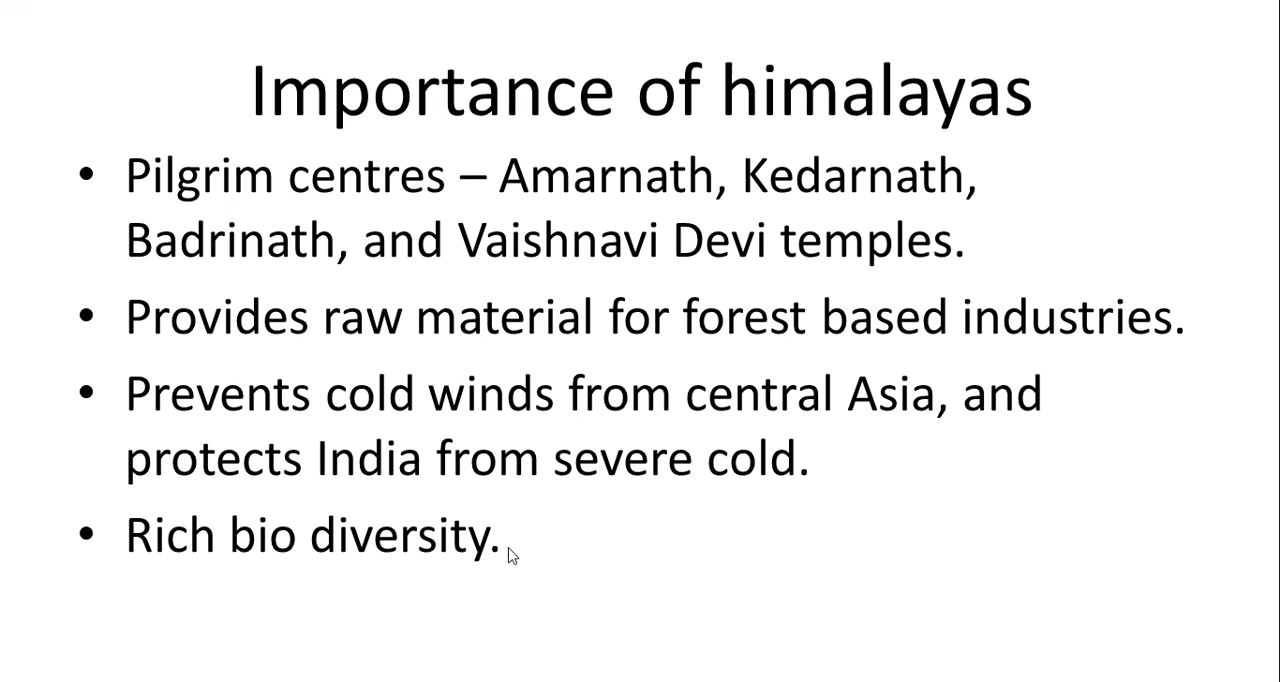 Importance of himalayas
• Pilgrim centres – Amarnath, Kedarnath,
Badrinath, and Vaishnavi Devi temples.
• Provides raw material for forest based industries.
• Prevents cold winds from central Asia, and
protects India from severe cold.
• Rich bio diversity.